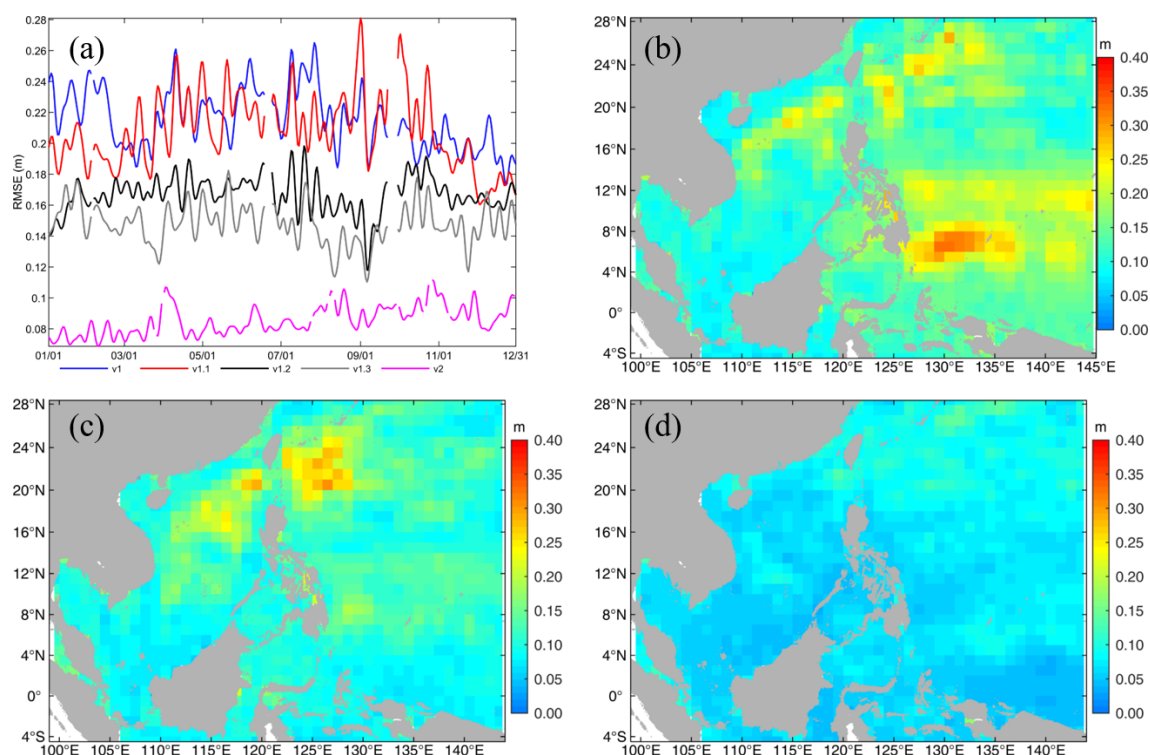 (a)
0.28
0.26
0.24
0.22
0.2
0.18
0.16
0.14
0.12
0.1
0.08
RMSE (m)
01/01 03/01 05/01 07/01 09/01 11/01 12/31
v1 v1.1 v1.2 v1.3 v2
(b)
28°N
24°N
20°N
16°N
12°N
8°N
4°N
0°
4°S
100°E 105°E 110°E 115°E 120°E 125°E 130°E 135°E 140°E 145°E
m
0.40
0.35
0.30
0.25
0.20
0.15
0.10
0.05
0.00
(c)
28°N
24°N
20°N
16°N
12°N
8°N
4°N
0°
4°S
100°E 105°E 110°E 115°E 120°E 125°E 130°E 135°E 140°E
m
0.40
0.35
0.30
0.25
0.20
0.15
0.10
0.05
0.00
(d)
28°N
24°N
20°N
16°N
12°N
8°N
4°N
0°
4°S
100°E 105°E 110°E 115°E 120°E 125°E 130°E 135°E 140°E
m
0.40
0.35
0.30
0.25
0.20
0.15
0.10
0.05
0.00